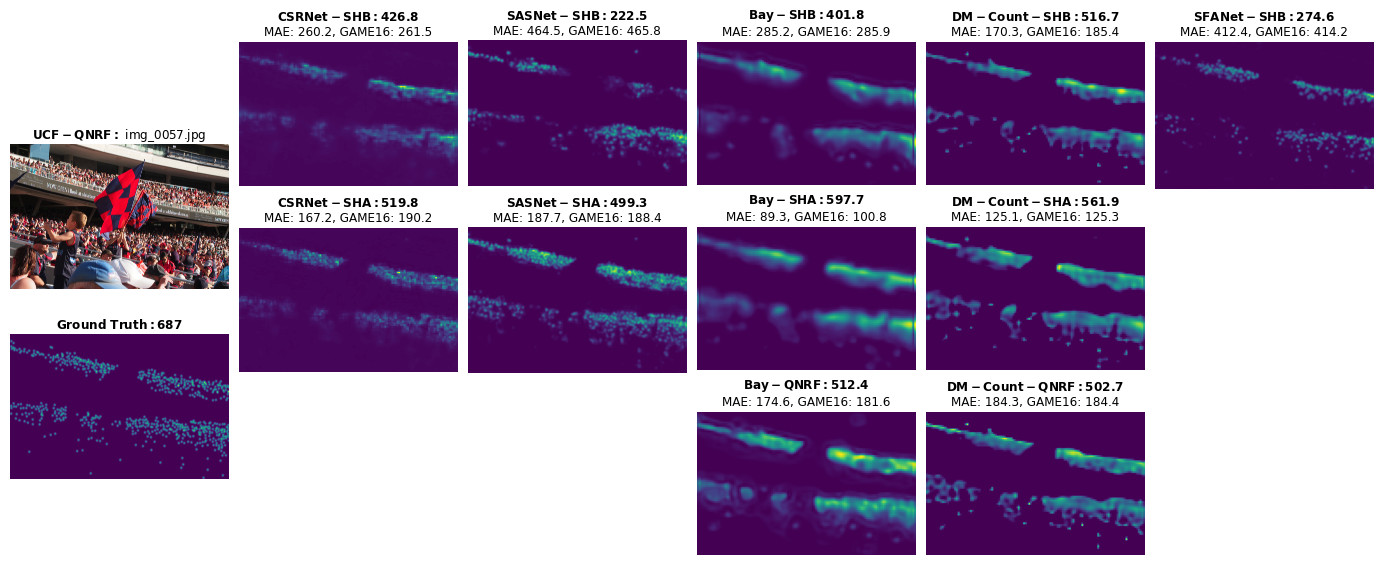 CSRNet−SHB: 426.8
MAE: 260.2, GAME16: 261.5
SASNet−SHB: 222.5
MAE: 464.5, GAME16: 465.8
Bay−SHB: 401.8
MAE: 285.2, GAME16: 285.9
DM−Count−SHB: 516.7
MAE: 170.3, GAME16: 185.4
SFANet−SHB: 274.6
MAE: 412.4, GAME16: 414.2
UCF−QNRF: img_0057.jpg
CSRNet−SHA: 519.8
MAE: 167.2, GAME16: 190.2
SASNet−SHA: 499.3
MAE: 187.7, GAME16: 188.4
Bay−SHA: 597.7
MAE: 89.3, GAME16: 100.8
DM−Count−SHA: 561.9
MAE: 125.1, GAME16: 125.3
Ground Truth: 687
Bay−QNRF: 512.4
MAE: 174.6, GAME16: 181.6
DM−Count−QNRF: 502.7
MAE: 184.3, GAME16: 184.4